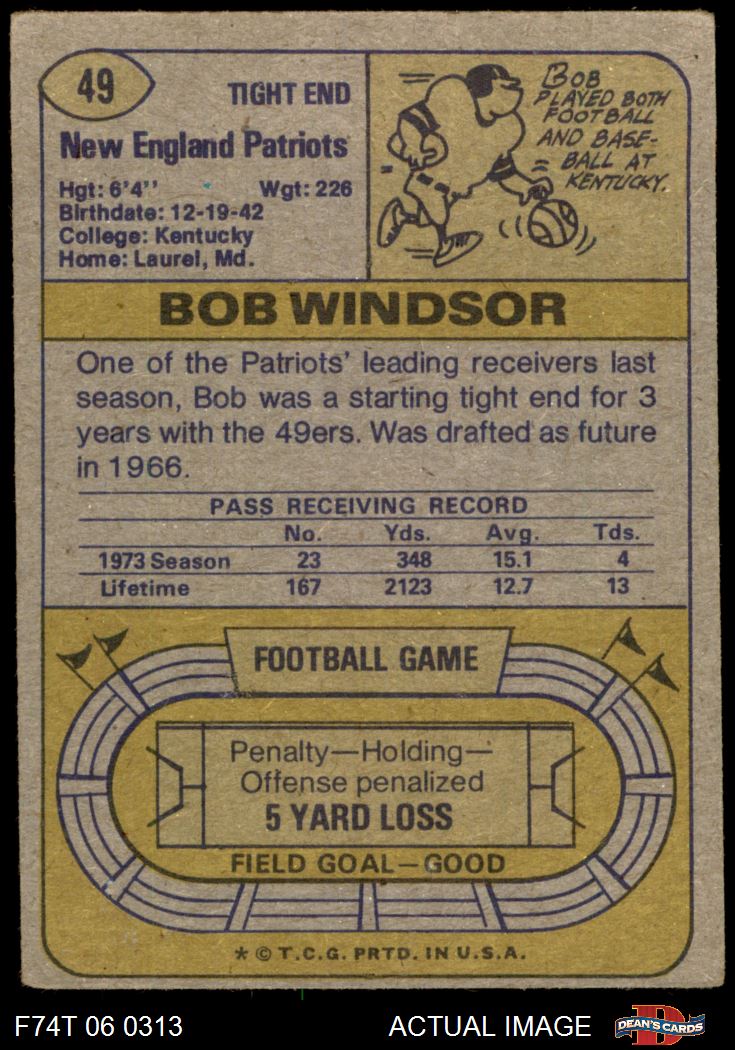 49
TIGHT END
New England Patriots
Hgt: 6'4'' Wgt: 226
Birthdate: 12-19-42
College: Kentucky
Home: Laurel, Md.
BOB
PLAYED BOTH
FOOTBALL
AND BASE-
BALL AT
KENTUCKY.
BOB WINDSOR
One of the Patriots' leading receivers last
season, Bob was a starting tight end for 3
years with the 49ers. Was drafted as future
in 1966.
PASS RECEIVING RECORD
No. Yds. Avg. Tds.
1973 Season 23 348 15.1 4
Lifetime 167 2123 12.7 13
FOOTBALL GAME
Penalty—Holding—
Offense penalized
5 YARD LOSS
FIELD GOAL—GOOD
* © T.C.G. PRTD. IN U.S.A.
F74T 06 0313 ACTUAL IMAGE DEAN'S CARDS